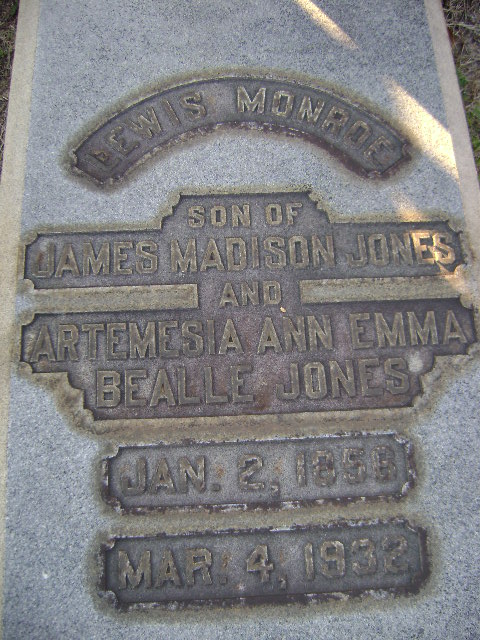 LEWIS MONROE
SON OF
JAMES MADISON JONES
AND
ARTEMESIA ANN EMMA
BEALLE JONES
JAN. 2, 1858
MAR. 4, 1932